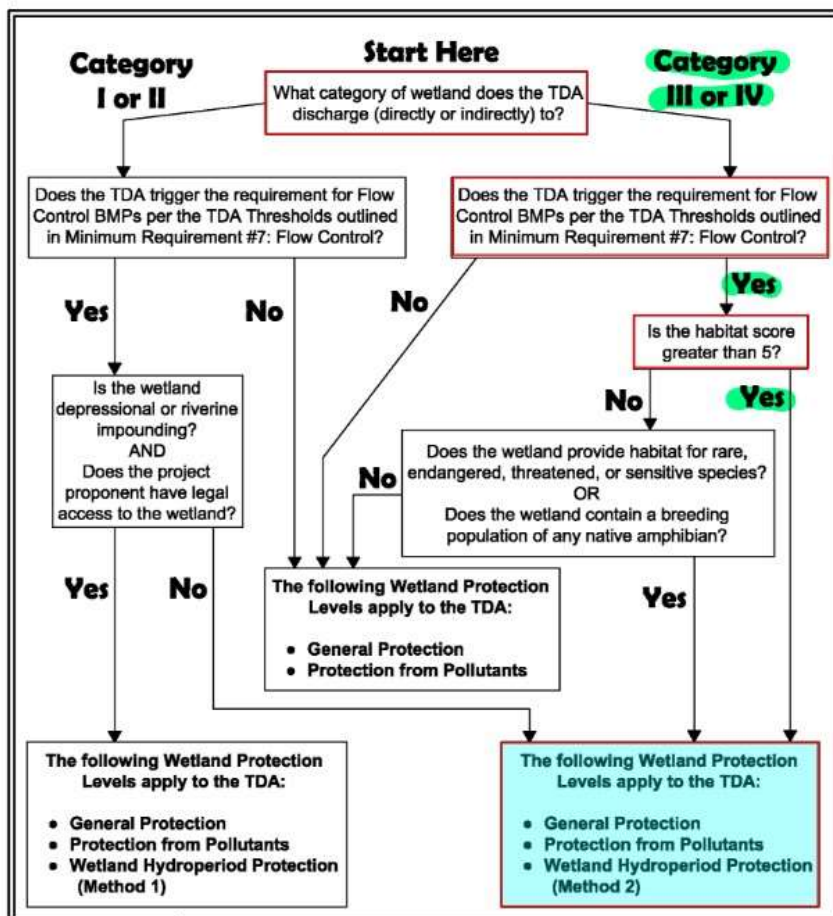 Start Here
Category
I or II
Category
III or IV
What category of wetland does the TDA
discharge (directly or indirectly) to?
Does the TDA trigger the requirement for Flow
Control BMPs per the TDA Thresholds outlined
in Minimum Requirement #7: Flow Control?
Does the TDA trigger the requirement for Flow
Control BMPs per the TDA Thresholds outlined
in Minimum Requirement #7: Flow Control?
Yes
No
No
Yes
Is the habitat score
greater than 5?
Is the wetland
depressional or riverine
impounding?
AND
Does the project
proponent have legal
access to the wetland?
No
Yes
Does the wetland provide habitat for rare,
endangered, threatened, or sensitive species?
OR
Does the wetland contain a breeding
population of any native amphibian?
No
Yes
No
The following Wetland Protection
Levels apply to the TDA:
● General Protection
● Protection from Pollutants
Yes
The following Wetland Protection
Levels apply to the TDA:
● General Protection
● Protection from Pollutants
● Wetland Hydroperiod Protection
(Method 1)
The following Wetland Protection
Levels apply to the TDA:
● General Protection
● Protection from Pollutants
● Wetland Hydroperiod Protection
(Method 2)